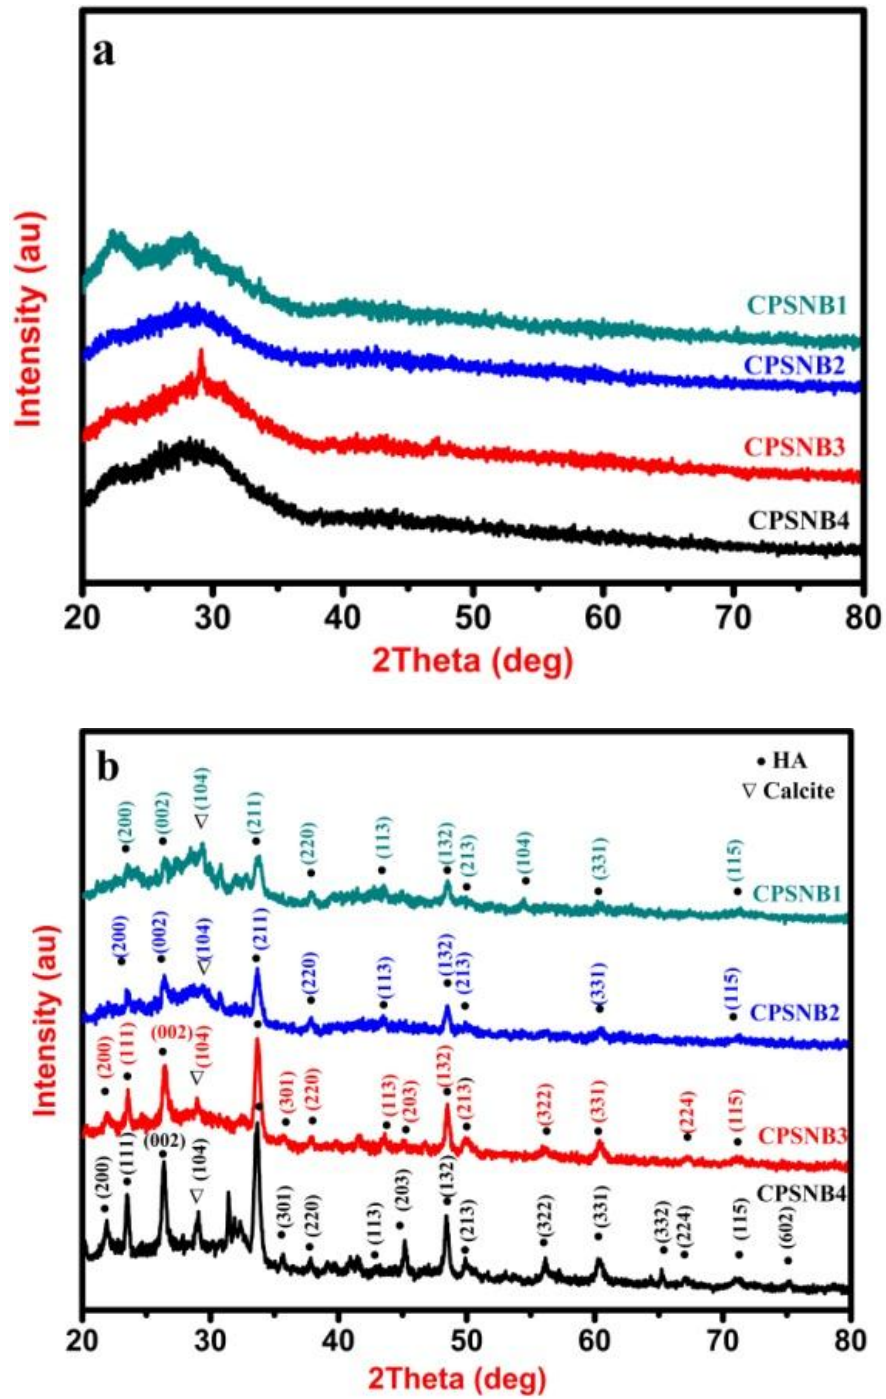 a
Intensity (au)
CPSNB1
CPSNB2
CPSNB3
CPSNB4
20 30 40 50 60 70 80
2Theta (deg)
b
• HA
▽ Calcite
Intensity (au)
(200) (002) (104) (211) (220) (113) (132) (213) (104) (331) (115)
CPSNB1
(200) (002) (104) (211) (220) (113) (132) (213) (331) (115)
CPSNB2
(200) (111) (002) (104) (301) (220) (113) (203) (132) (213) (322) (331) (224) (115)
CPSNB3
(200) (111) (002) (104) (301) (220) (113) (203) (132) (213) (322) (331) (332) (224) (115) (602)
CPSNB4
20 30 40 50 60 70 80
2Theta (deg)